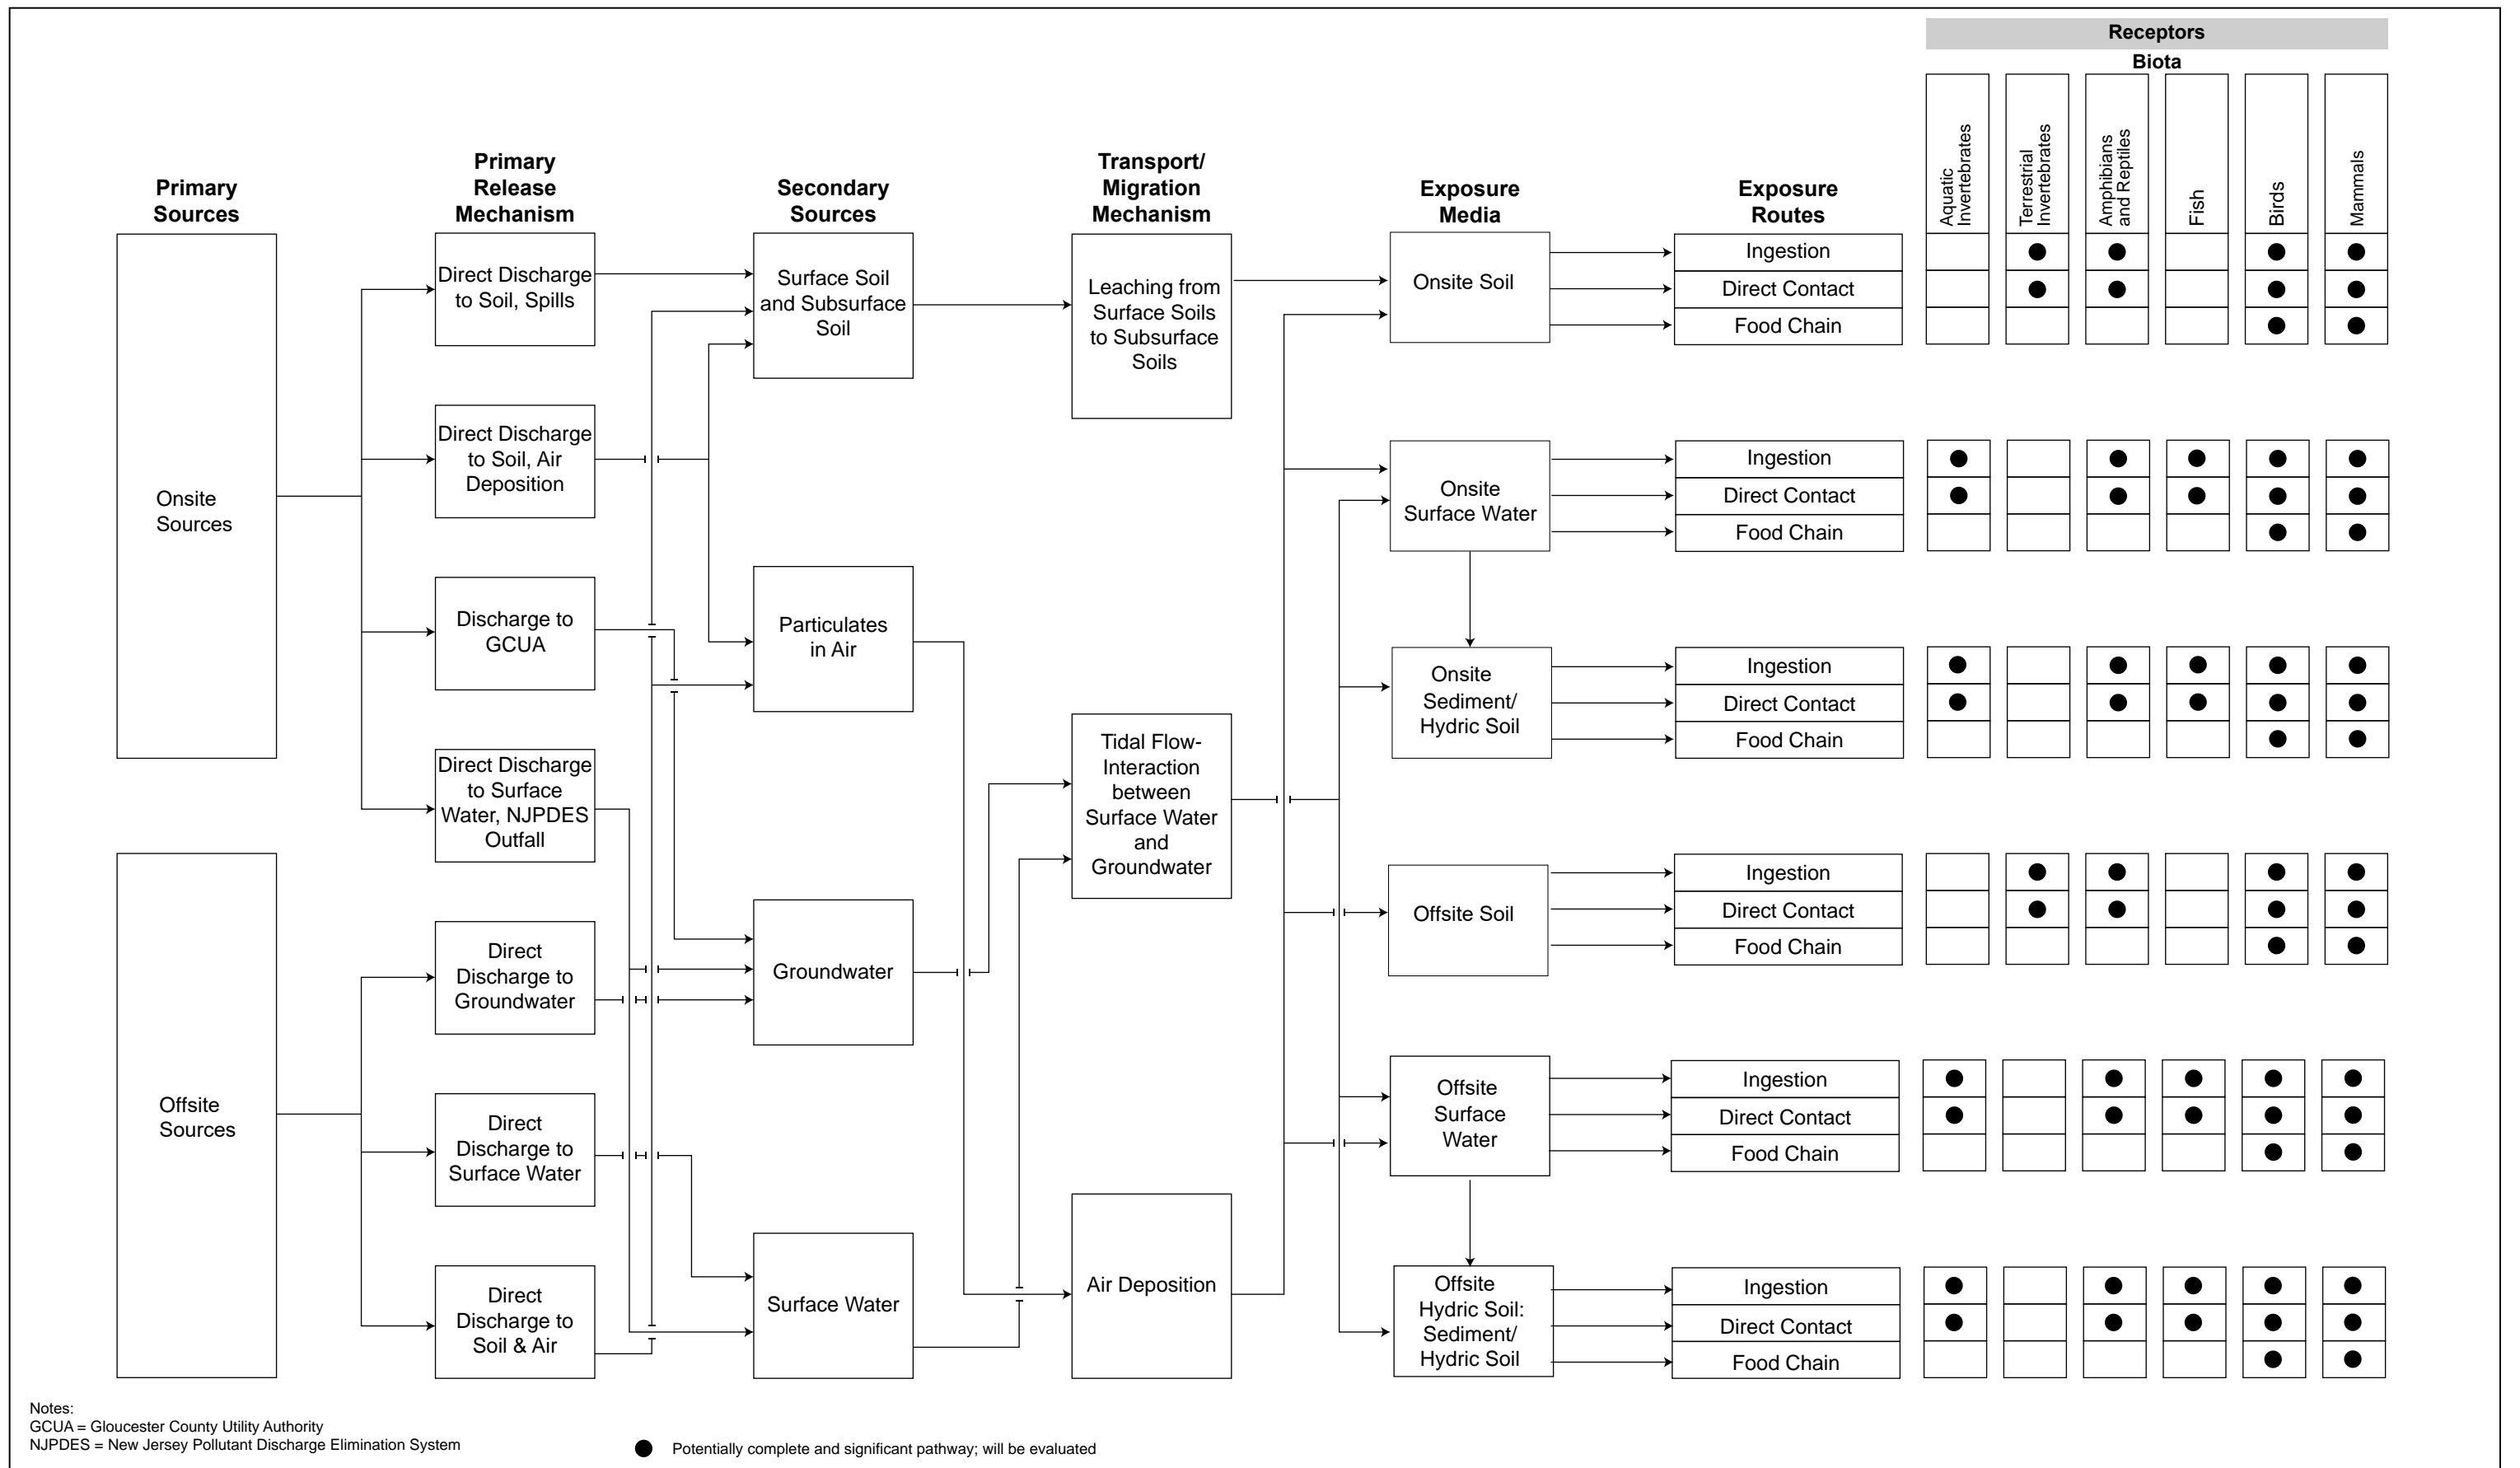 Receptors
Biota
Aquatic
Invertebrates
Terrestrial
Invertebrates
Amphibians
and Reptiles
Fish
Birds
Mammals
Primary
Sources
Primary
Release
Mechanism
Secondary
Sources
Transport/
Migration
Mechanism
Exposure
Media
Exposure
Routes
Onsite
Sources
Offsite
Sources
Direct Discharge
to Soil, Spills
Direct Discharge
to Soil, Air
Deposition
Discharge to
GCUA
Direct Discharge
to Surface
Water, NJPDES
Outfall
Direct
Discharge to
Groundwater
Direct
Discharge to
Surface Water
Direct
Discharge to
Soil & Air
Surface Soil
and Subsurface
Soil
Particulates
in Air
Groundwater
Surface Water
Leaching from
Surface Soils
to Subsurface
Soils
Tidal Flow-
Interaction
between
Surface Water
and
Groundwater
Air Deposition
Onsite Soil
Ingestion
Direct Contact
Food Chain
Onsite
Surface Water
Ingestion
Direct Contact
Food Chain
Onsite
Sediment/
Hydric Soil
Ingestion
Direct Contact
Food Chain
Offsite Soil
Ingestion
Direct Contact
Food Chain
Offsite
Surface
Water
Ingestion
Direct Contact
Food Chain
Offsite
Hydric Soil:
Sediment/
Hydric Soil
Ingestion
Direct Contact
Food Chain
Notes:
GCUA = Gloucester County Utility Authority
NJPDES = New Jersey Pollutant Discharge Elimination System
Potentially complete and significant pathway; will be evaluated